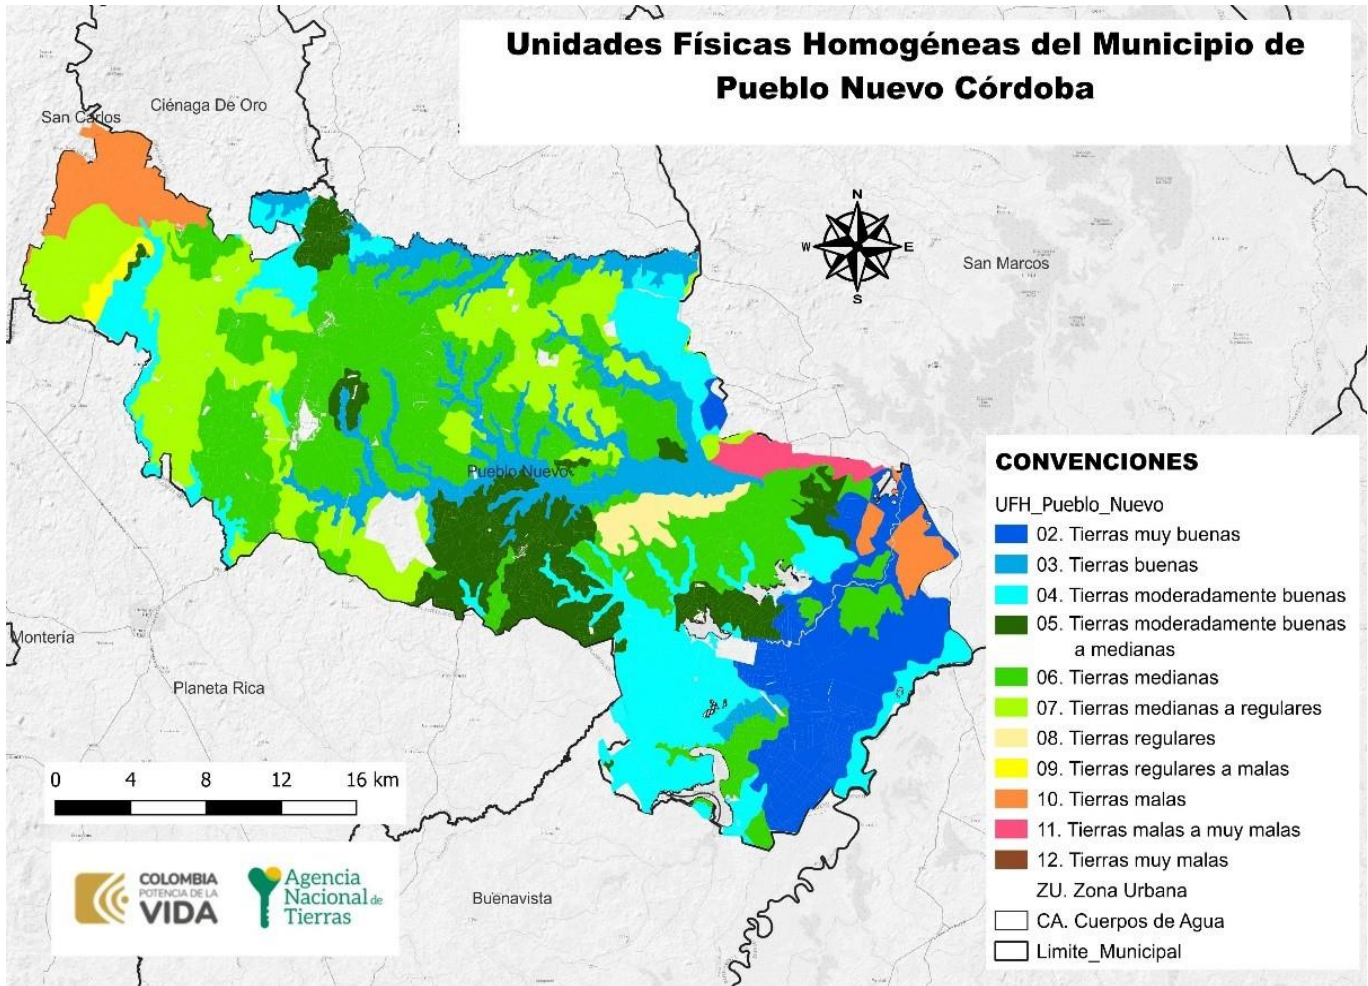 Unidades Físicas Homogéneas del Municipio de
Pueblo Nuevo Córdoba
Ciénaga De Oro
San Carlos
N
W
E
S
San Marcos
Pueblo Nuevo
Montería
Planeta Rica
Buenavista
CONVENCIONES
UFH_Pueblo_Nuevo
02. Tierras muy buenas
03. Tierras buenas
04. Tierras moderadamente buenas
05. Tierras moderadamente buenas
a medianas
06. Tierras medianas
07. Tierras medianas a regulares
08. Tierras regulares
09. Tierras regulares a malas
10. Tierras malas
11. Tierras malas a muy malas
12. Tierras muy malas
ZU. Zona Urbana
CA. Cuerpos de Agua
Limite_Municipal
0 4 8 12 16 km
COLOMBIA
POTENCIA DE LA
VIDA
Agencia
Nacional de
Tierras